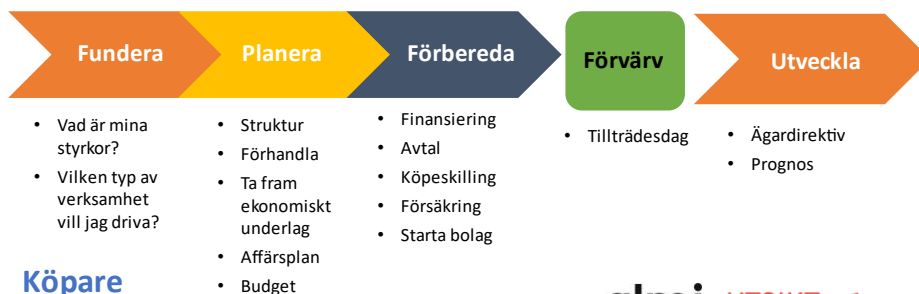 Fundera
Planera
Förbereda
Förvärv
Utveckla
• Vad är mina
styrkor?
• Vilken typ av
verksamhet
vill jag driva?
• Struktur
• Förhandla
• Ta fram
ekonomiskt
underlag
• Affärsplan
• Budget
• Finansiering
• Avtal
• Köpeskilling
• Försäkring
• Starta bolag
• Tillträdesdag
• Ägardirektiv
• Prognos
Köpare